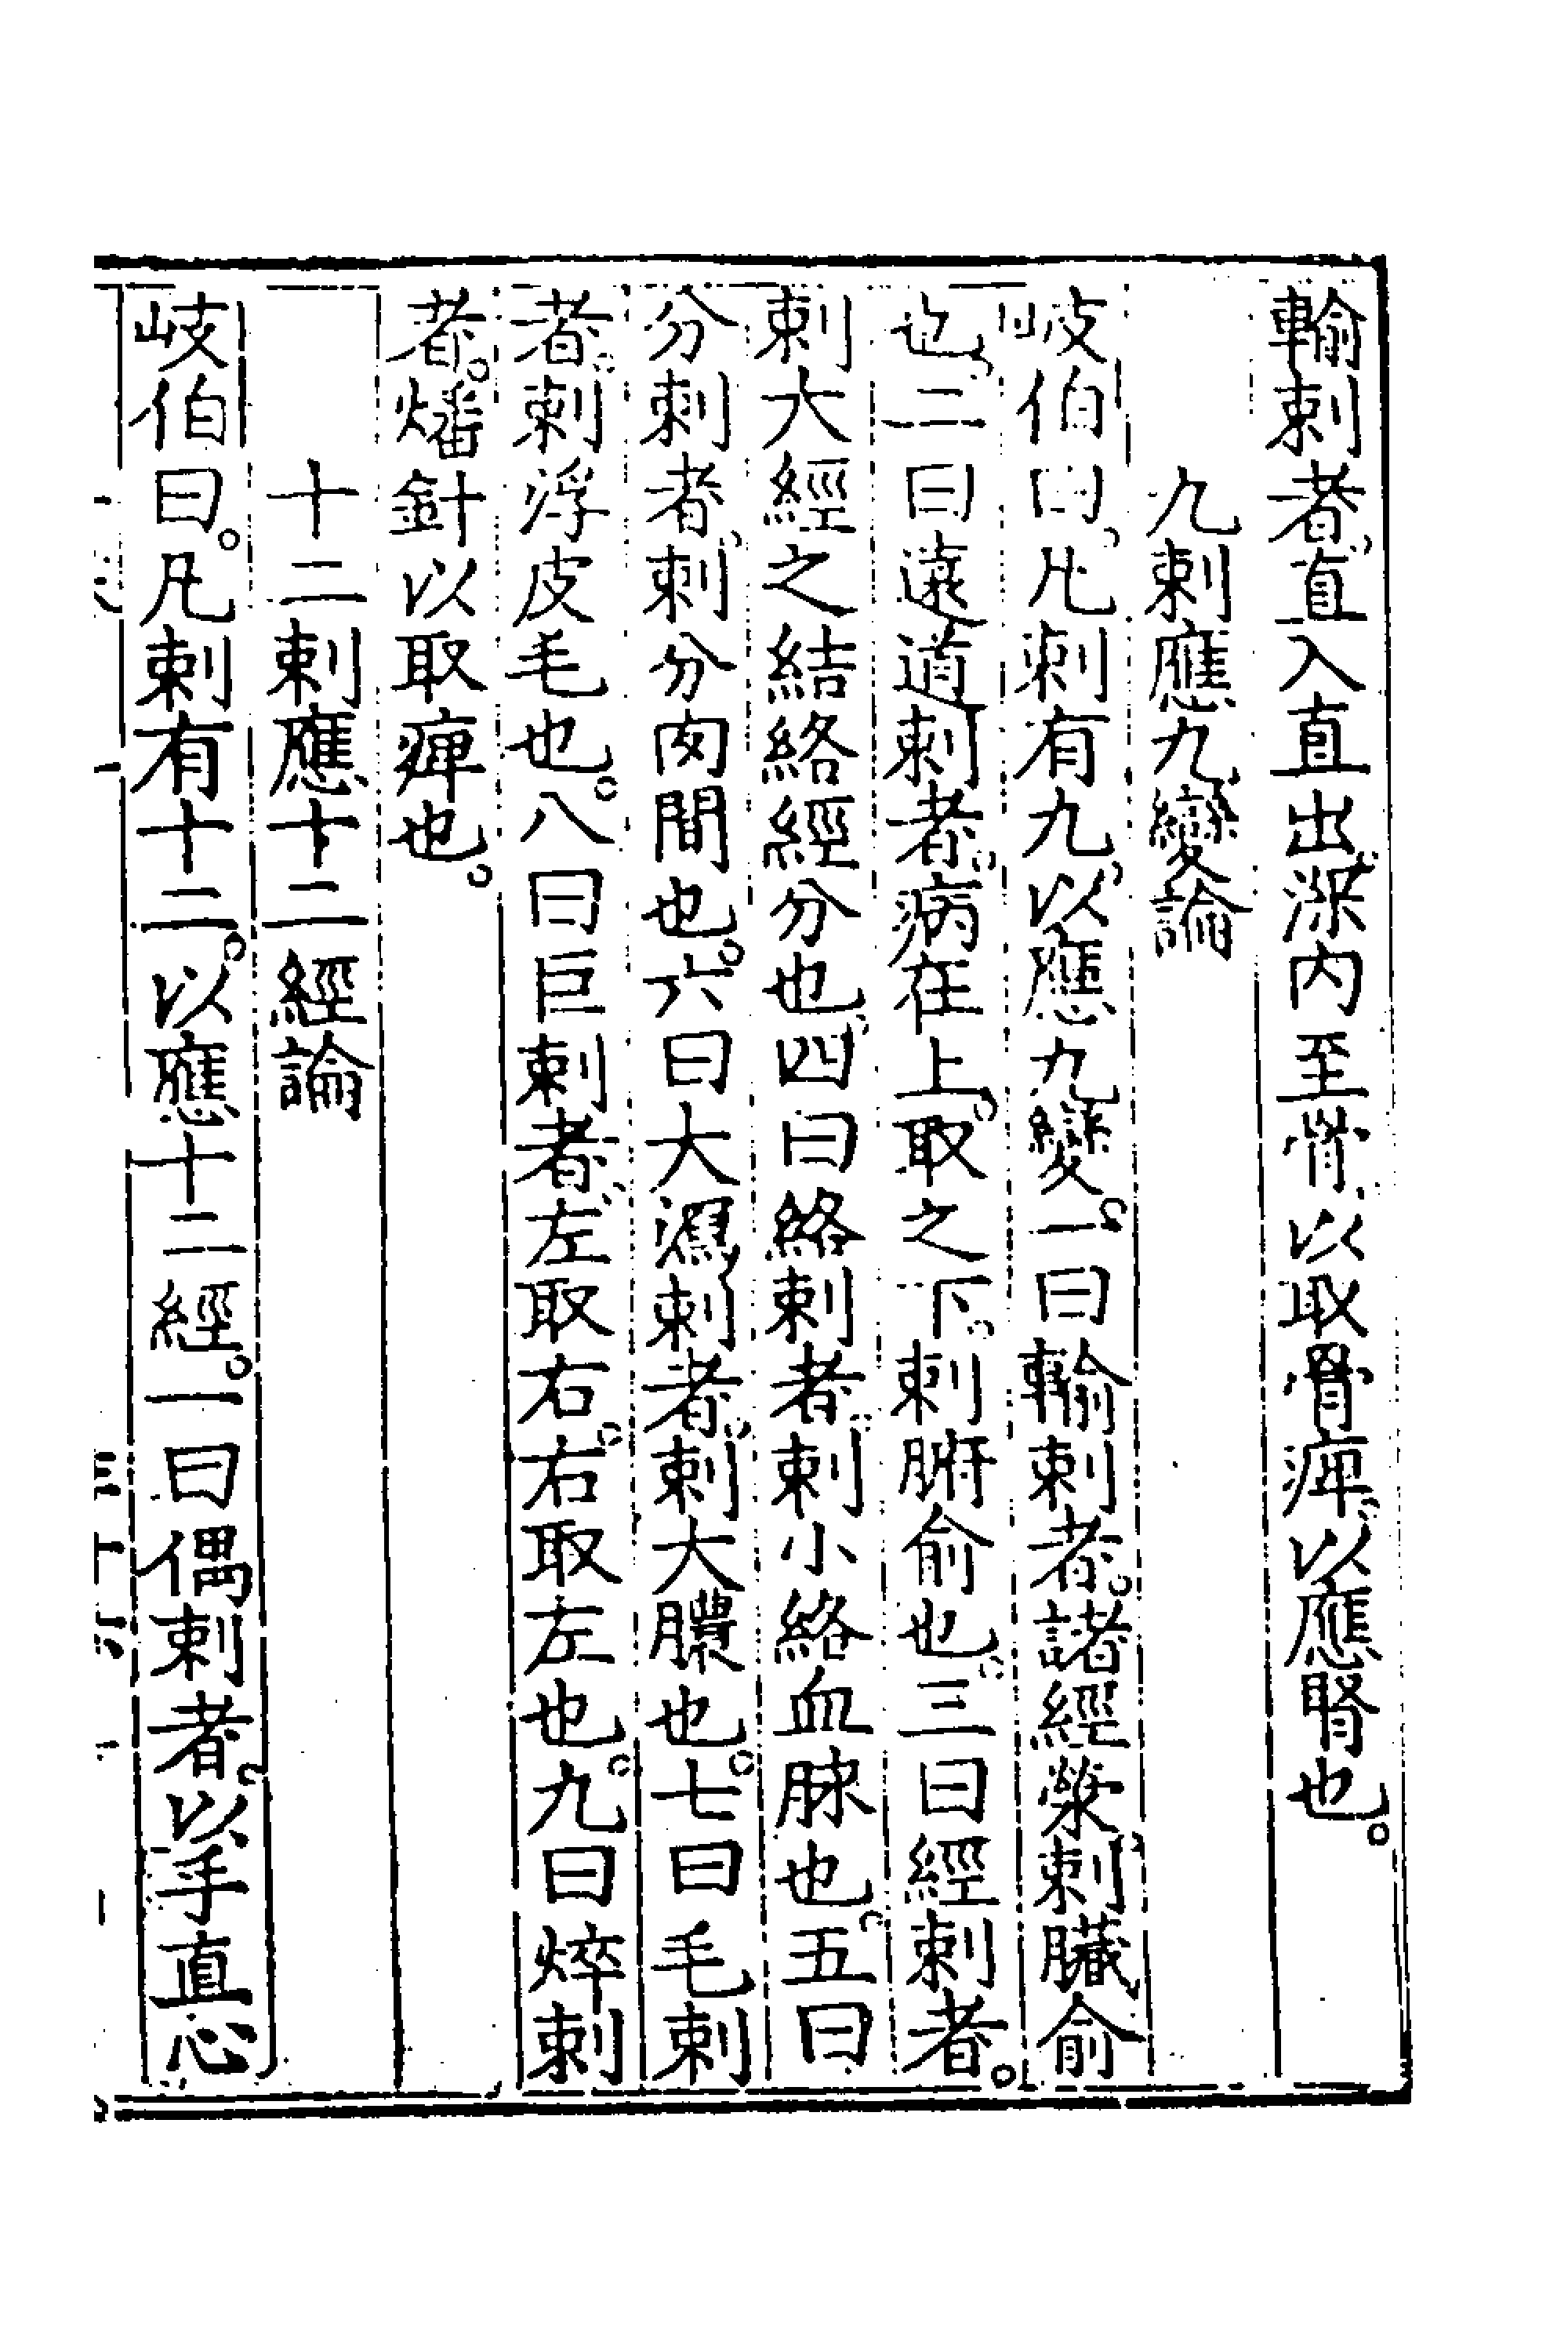 輸刺者直入直出深內至骨以取骨痺以應腎也。
九刺應九變論
岐伯曰凡刺有九以應九變。一曰輸刺者。諸經滎刺臟俞
也二曰遠道刺者病在上。取之下。刺腑俞也。三曰經刺者。
刺大經之結絡經分也四曰絡刺者。刺小絡血脉也。五曰
分刺者刺分肉間也。六曰大瀉刺者刺大膿也。七曰毛刺
者。刺浮皮毛也。八曰巨刺者左取右。右取左也。九曰焠刺
者。燔針以取痺也。
十二刺應十二經論
岐伯曰。凡刺有十二。以應十二經。一曰偶刺者。以手直心